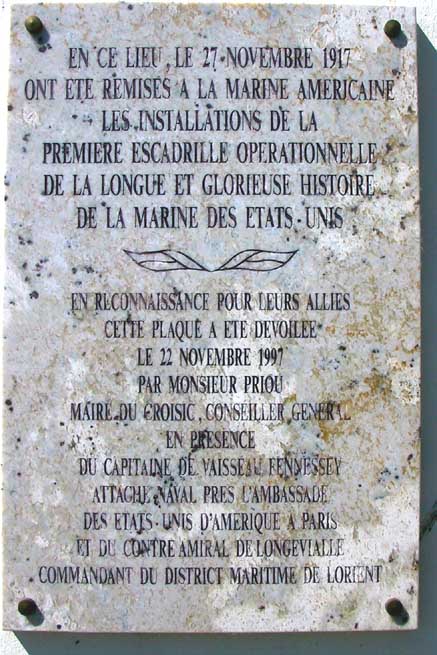 EN CE LIEU, LE 27 NOVEMBRE 1917
ONT ETE REMISES A LA MARINE AMERICAINE
LES INSTALLATIONS DE LA
PREMIERE ESCADRILLE OPERATIONNELLE
DE LA LONGUE ET GLORIEUSE HISTOIRE
DE LA MARINE DES ETATS-UNIS
EN RECONNAISSANCE POUR LEURS ALLIES
CETTE PLAQUE A ETE DEVOILEE
LE 22 NOVEMBRE 1997
PAR MONSIEUR PRIOU
MAIRE DU CROISIC, CONSEILLER GENERAL
EN PRESENCE
DU CAPITAINE DE VAISSEAU FENNESSEY
ATTACHE NAVAL PRES L'AMBASSADE
DES ETATS-UNIS D'AMERIQUE A PARIS
ET DU CONTRE AMIRAL DE LONGEVIALLE
COMMANDANT DU DISTRICT MARITIME DE LORIENT